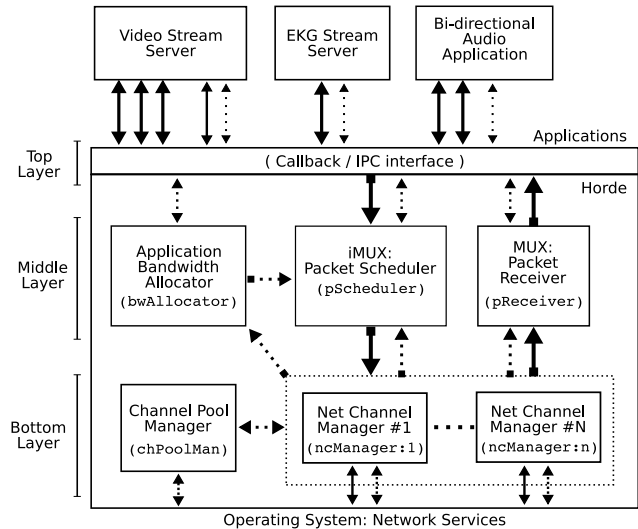 Video Stream
Server
EKG Stream
Server
Bi-directional
Audio
Application
Applications
Top
Layer
( Callback / IPC interface )
Horde
Middle
Layer
Application
Bandwidth
Allocator
(bwAllocator)
iMUX:
Packet Scheduler
(pScheduler)
MUX:
Packet
Receiver
(pReceiver)
Bottom
Layer
Channel Pool
Manager
(chPoolMan)
Net Channel
Manager #1
(ncManager:1)
Net Channel
Manager #N
(ncManager:n)
Operating System: Network Services